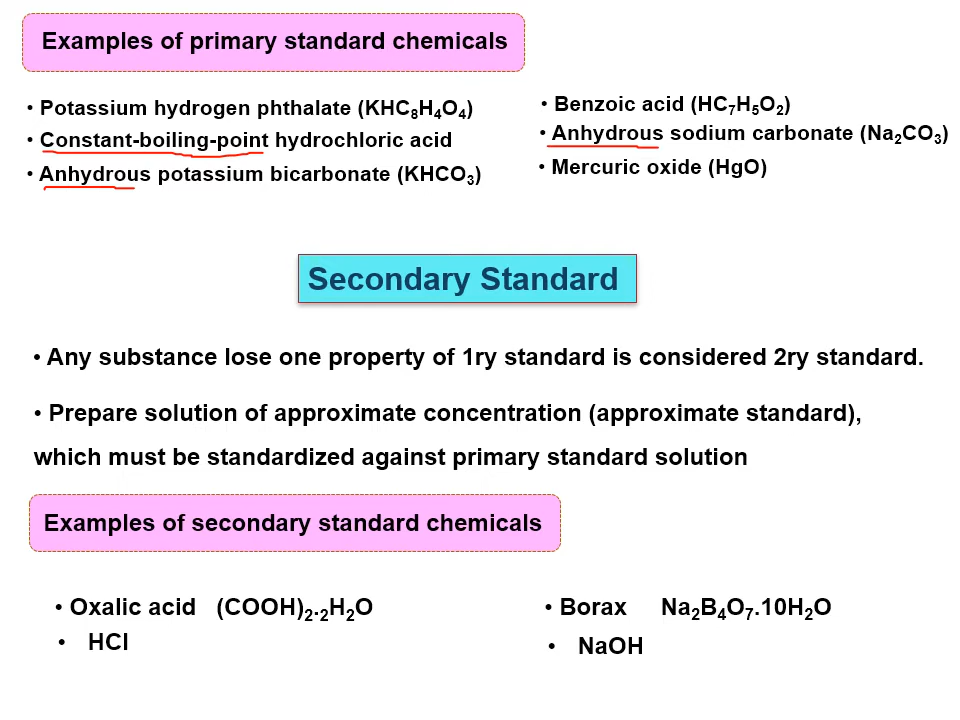 Examples of primary standard chemicals
• Potassium hydrogen phthalate (KHC₈H₄O₄)
• Constant-boiling-point hydrochloric acid
• Anhydrous potassium bicarbonate (KHCO₃)
• Benzoic acid (HC₇H₅O₂)
• Anhydrous sodium carbonate (Na₂CO₃)
• Mercuric oxide (HgO)
Secondary Standard
• Any substance lose one property of 1ry standard is considered 2ry standard.
• Prepare solution of approximate concentration (approximate standard),
which must be standardized against primary standard solution
Examples of secondary standard chemicals
• Oxalic acid (COOH)₂.₂H₂O
• HCl
• Borax Na₂B₄O₇.10H₂O
• NaOH